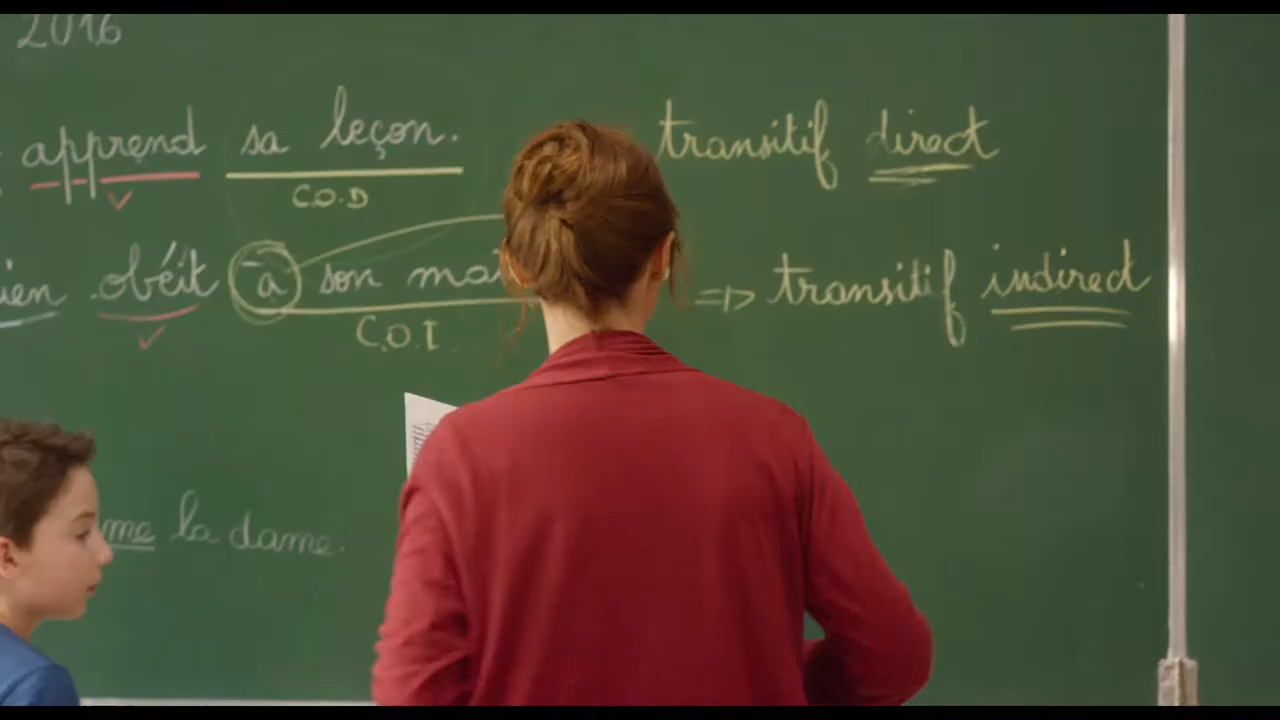 2016
apprend sa leçon. transitif direct
C.O.D
obéit à son => transitif indirect
C.O.I
la dame.